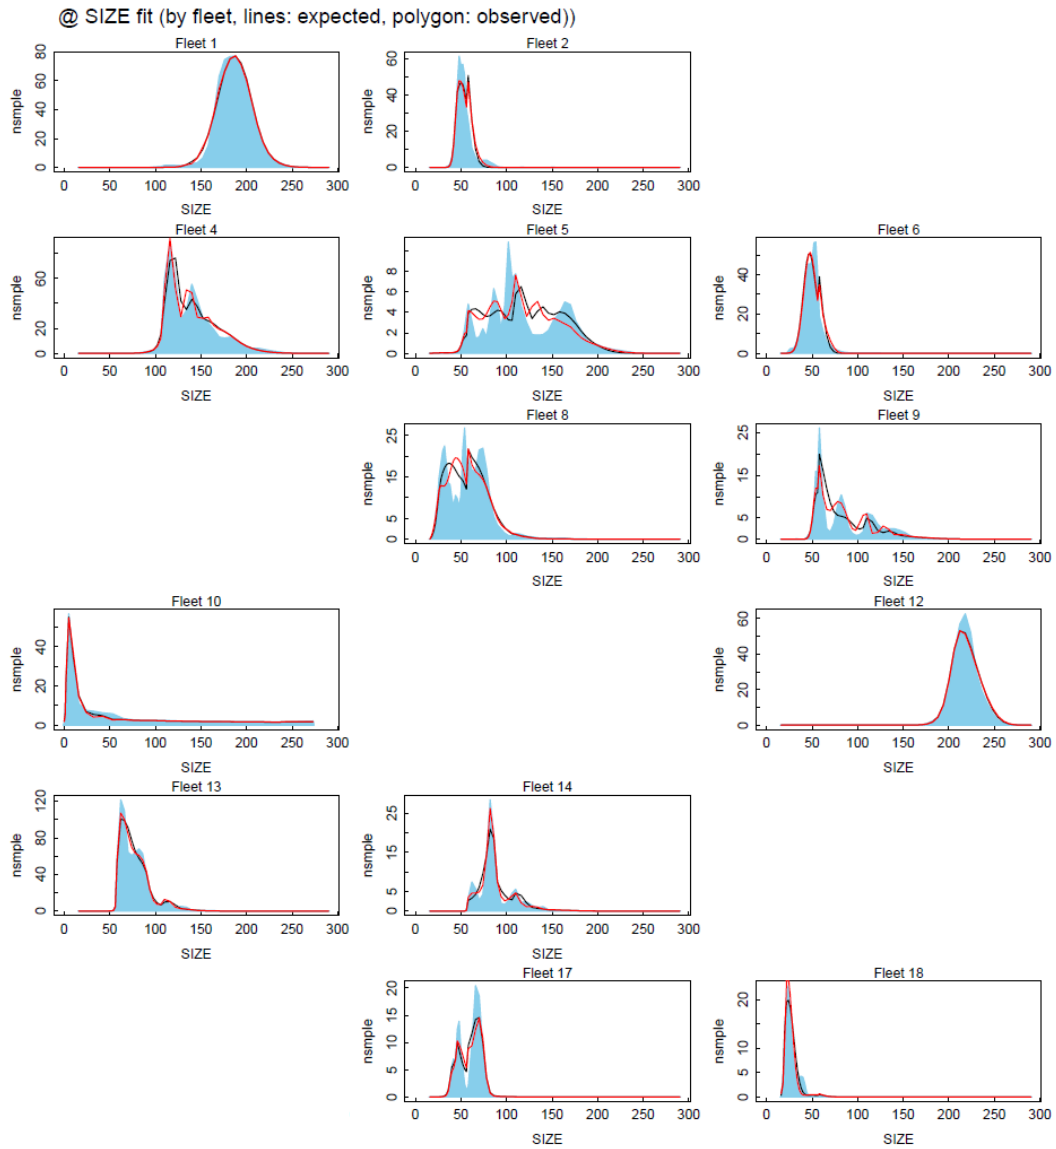 @ SIZE fit (by fleet, lines: expected, polygon: observed))
Fleet 1
nsmple
80
60
40
20
0
0 50 100 150 200 250 300
SIZE
Fleet 2
nsmple
60
40
20
0
0 50 100 150 200 250 300
SIZE
Fleet 4
nsmple
60
20
0
0 50 100 150 200 250 300
SIZE
Fleet 5
nsmple
8
6
4
2
0
0 50 100 150 200 250 300
SIZE
Fleet 6
nsmple
40
20
0
0 50 100 150 200 250 300
SIZE
Fleet 8
nsmple
25
15
5
0
0 50 100 150 200 250 300
SIZE
Fleet 9
nsmple
25
15
5
0
0 50 100 150 200 250 300
SIZE
Fleet 10
nsmple
40
20
0
0 50 100 150 200 250 300
SIZE
Fleet 12
nsmple
60
40
20
0
0 50 100 150 200 250 300
SIZE
Fleet 13
nsmple
120
80
40
0
0 50 100 150 200 250 300
SIZE
Fleet 14
nsmple
25
15
5
0
0 50 100 150 200 250 300
SIZE
Fleet 17
nsmple
20
15
10
5
0
0 50 100 150 200 250 300
SIZE
Fleet 18
nsmple
20
10
5
0
0 50 100 150 200 250 300
SIZE